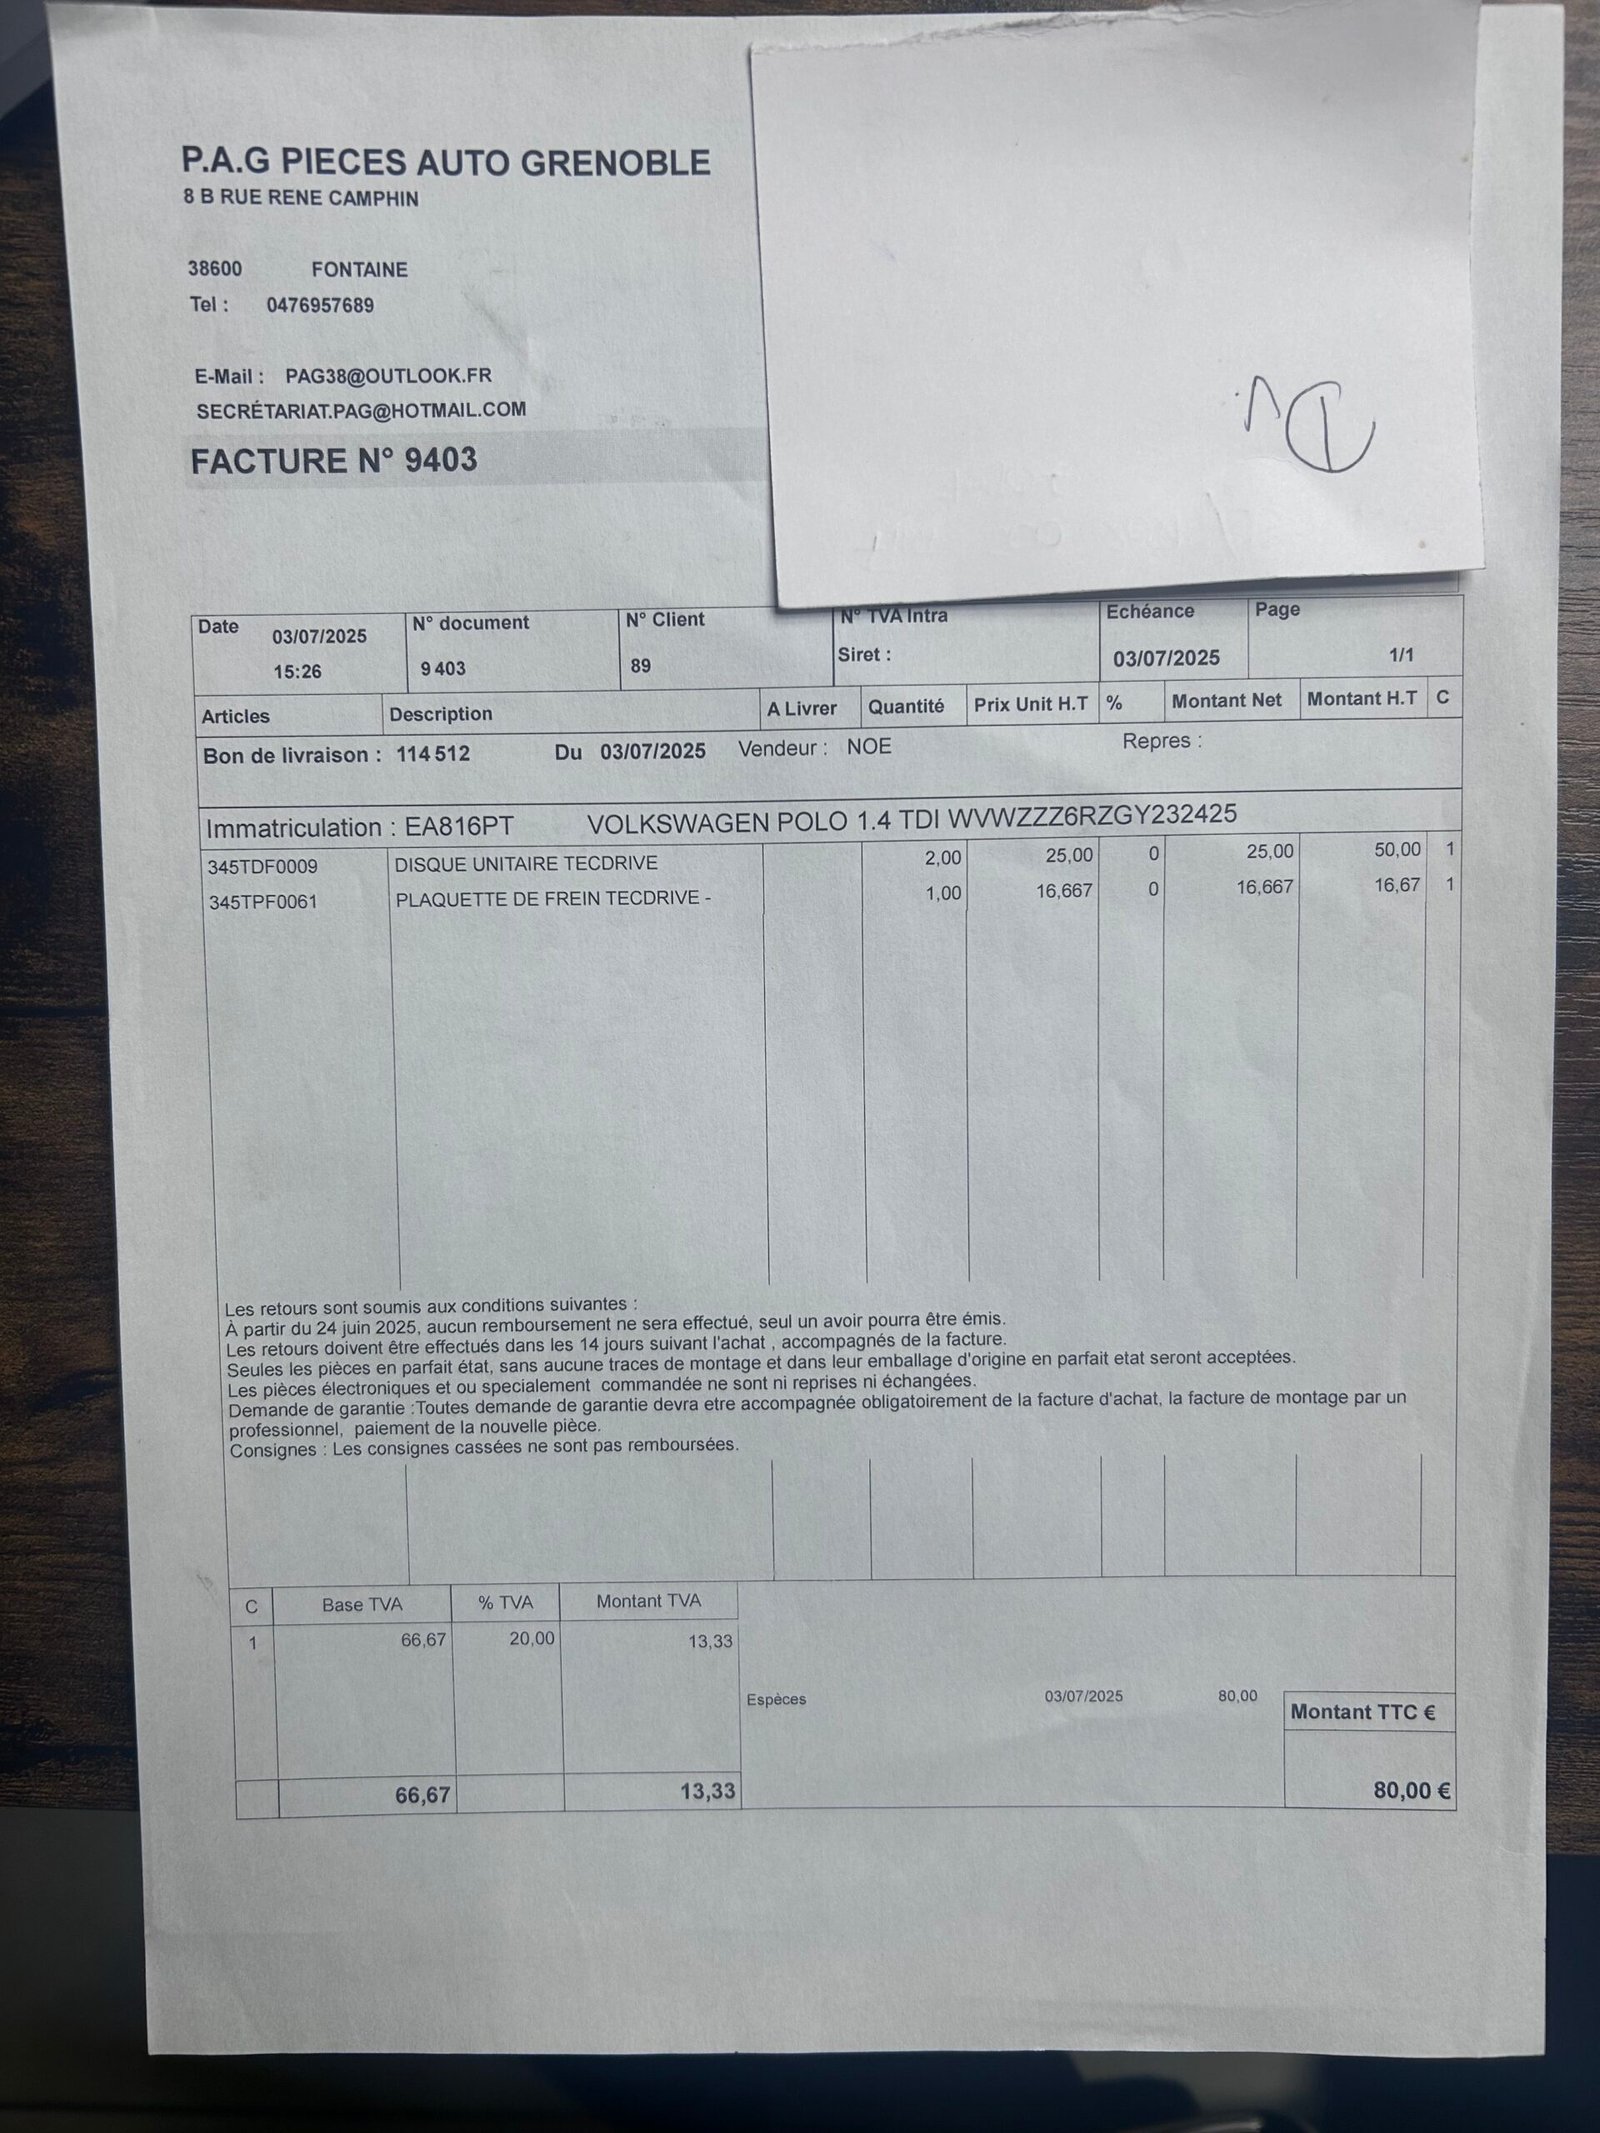 P.A.G PIECES AUTO GRENOBLE
8 B RUE RENE CAMPHIN
38600 FONTAINE
Tel : 0476957689
E-Mail : PAG38@OUTLOOK.FR
SECRÉTARIAT.PAG@HOTMAIL.COM
FACTURE N° 9403
Date N° document N° Client N° TVA Intra Echéance Page
03/07/2025 Siret :
15:26 9 403 89 03/07/2025 1/1
Articles Description A Livrer Quantité Prix Unit H.T % Montant Net Montant H.T C
Bon de livraison : 114 512 Du 03/07/2025 Vendeur : NOE Repres :
Immatriculation : EA816PT VOLKSWAGEN POLO 1.4 TDI WVWZZZ6RZGY232425
345TDF0009 DISQUE UNITAIRE TECDRIVE 2,00 25,00 0 25,00 50,00 1
345TPF0061 PLAQUETTE DE FREIN TECDRIVE - 1,00 16,667 0 16,667 16,67 1
Les retours sont soumis aux conditions suivantes :
À partir du 24 juin 2025, aucun remboursement ne sera effectué, seul un avoir pourra être émis.
Les retours doivent être effectués dans les 14 jours suivant l'achat , accompagnés de la facture.
Seules les pièces en parfait état, sans aucune traces de montage et dans leur emballage d'origine en parfait etat seront acceptées.
Les pièces électroniques et ou specialement commandée ne sont ni reprises ni échangées.
Demande de garantie :Toutes demande de garantie devra etre accompagnée obligatoirement de la facture d'achat, la facture de montage par un
professionnel, paiement de la nouvelle pièce.
Consignes : Les consignes cassées ne sont pas remboursées.
C Base TVA % TVA Montant TVA
1 66,67 20,00 13,33
Espèces 03/07/2025 80,00
Montant TTC €
66,67 13,33 80,00 €